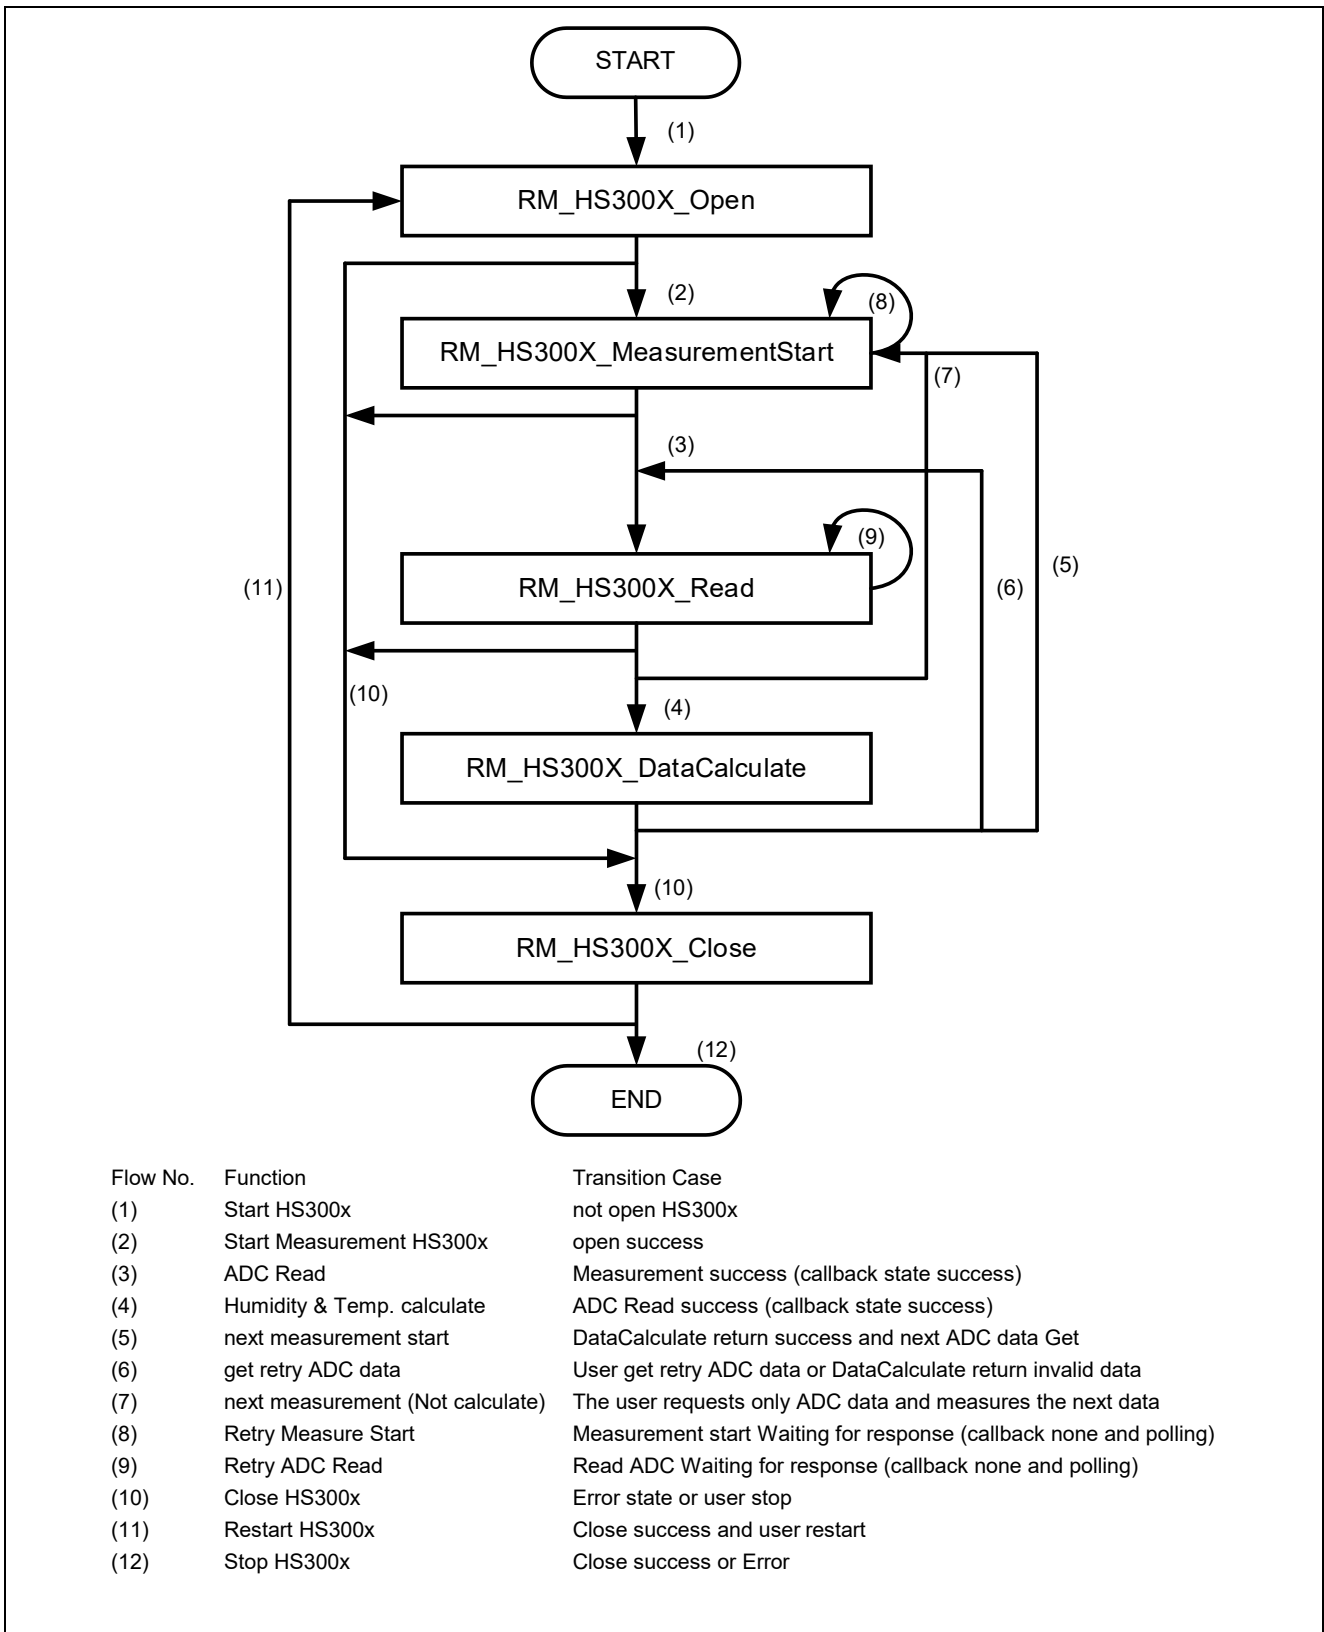 START
(1)
RM_HS300X_Open
(2)
(8)
RM_HS300X_MeasurementStart
(7)
(3)
(9)
(5)
RM_HS300X_Read
(11)
(6)
(10)
(4)
RM_HS300X_DataCalculate
(10)
RM_HS300X_Close
(12)
END
Flow No. Function Transition Case
(1) Start HS300x not open HS300x
(2) Start Measurement HS300x open success
(3) ADC Read Measurement success (callback state success)
(4) Humidity & Temp. calculate ADC Read success (callback state success)
(5) next measurement start DataCalculate return success and next ADC data Get
(6) get retry ADC data User get retry ADC data or DataCalculate return invalid data
(7) next measurement (Not calculate) The user requests only ADC data and measures the next data
(8) Retry Measure Start Measurement start Waiting for response (callback none and polling)
(9) Retry ADC Read Read ADC Waiting for response (callback none and polling)
(10) Close HS300x Error state or user stop
(11) Restart HS300x Close success and user restart
(12) Stop HS300x Close success or Error